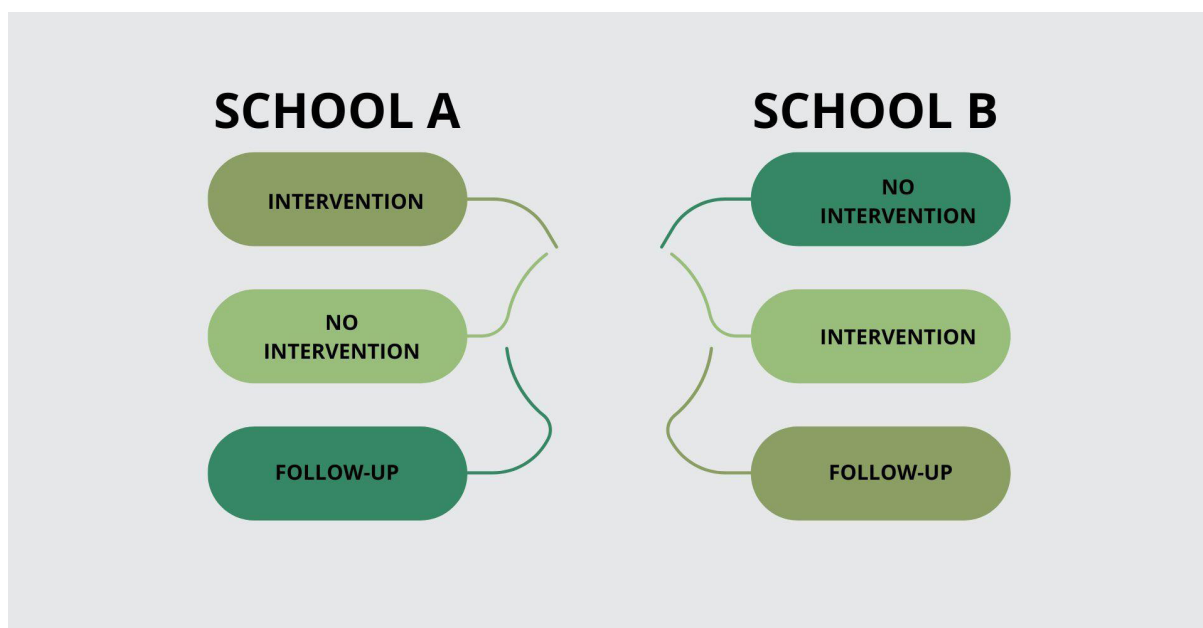 SCHOOL A
INTERVENTION
NO
INTERVENTION
FOLLOW-UP
SCHOOL B
NO
INTERVENTION
INTERVENTION
FOLLOW-UP